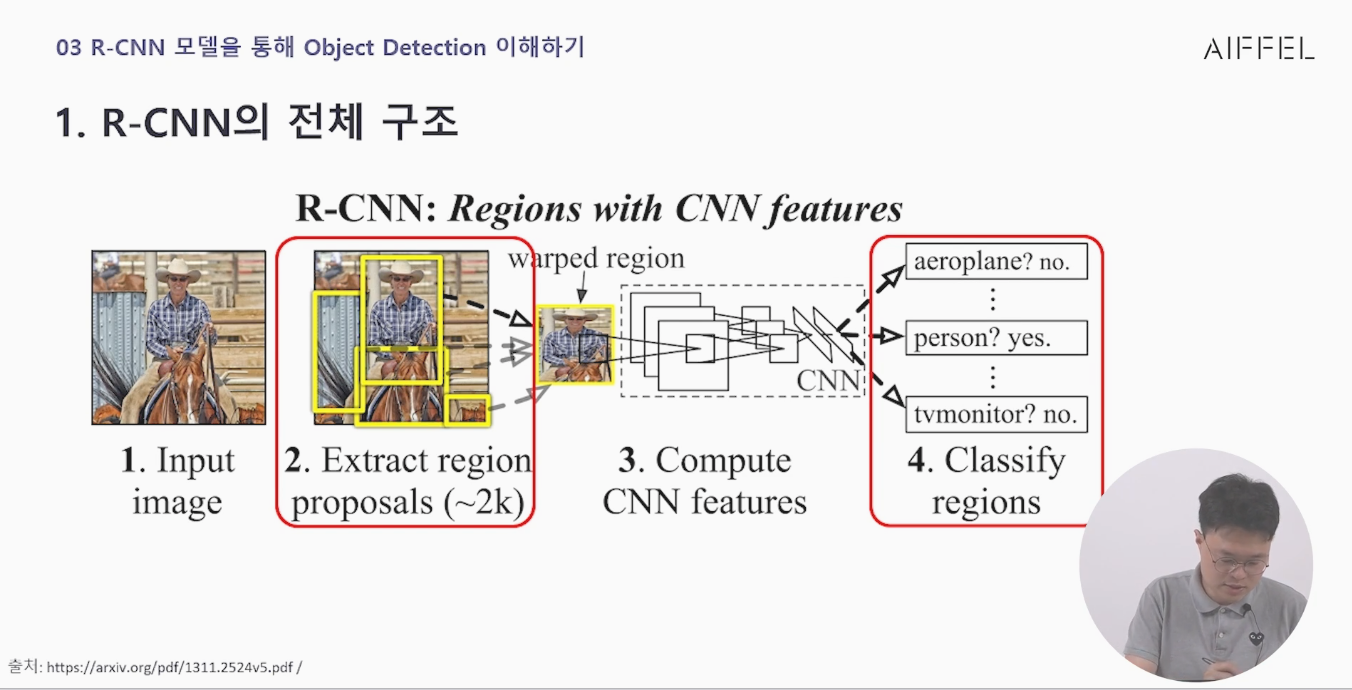 03 R-CNN 모델을 통해 Object Detection 이해하기
AIFFEL
1. R-CNN의 전체 구조
R-CNN: Regions with CNN features
warped region
aeroplane? no.
person? yes.
tvmonitor? no.
CNN
1. Input
image
2. Extract region
proposals (~2k)
3. Compute
CNN features
4. Classify
regions
출처: https://arxiv.org/pdf/1311.2524v5.pdf /